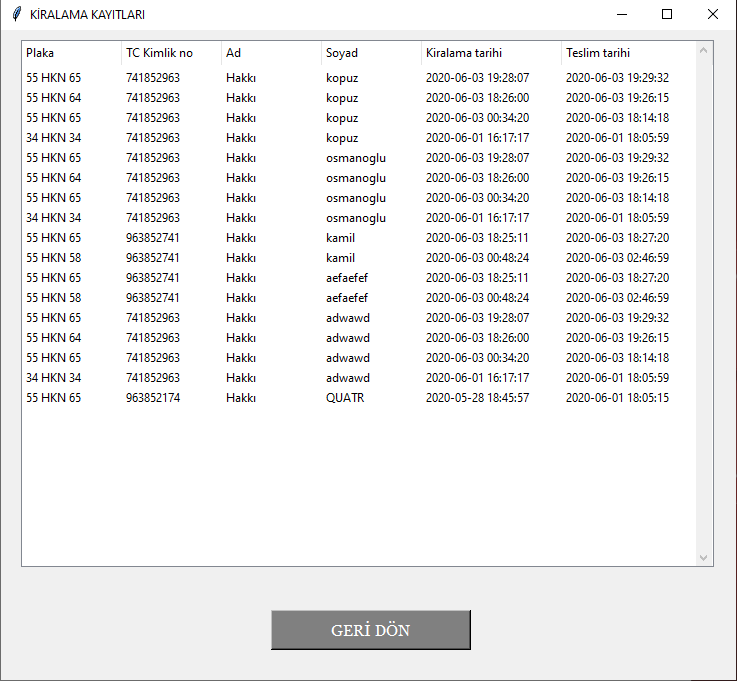 KİRALAMA KAYITLARI
Plaka TC Kimlik no Ad Soyad Kiralama tarihi Teslim tarihi
55 HKN 65 741852963 Hakkı kopuz 2020-06-03 19:28:07 2020-06-03 19:29:32
55 HKN 64 741852963 Hakkı kopuz 2020-06-03 18:26:00 2020-06-03 19:26:15
55 HKN 65 741852963 Hakkı kopuz 2020-06-03 00:34:20 2020-06-03 18:14:18
34 HKN 34 741852963 Hakkı kopuz 2020-06-01 16:17:17 2020-06-01 18:05:59
55 HKN 65 741852963 Hakkı osmanoglu 2020-06-03 19:28:07 2020-06-03 19:29:32
55 HKN 64 741852963 Hakkı osmanoglu 2020-06-03 18:26:00 2020-06-03 19:26:15
55 HKN 65 741852963 Hakkı osmanoglu 2020-06-03 00:34:20 2020-06-03 18:14:18
34 HKN 34 741852963 Hakkı osmanoglu 2020-06-01 16:17:17 2020-06-01 18:05:59
55 HKN 65 963852741 Hakkı kamil 2020-06-03 18:25:11 2020-06-03 18:27:20
55 HKN 58 963852741 Hakkı kamil 2020-06-03 00:48:24 2020-06-03 02:46:59
55 HKN 65 963852741 Hakkı aefaefef 2020-06-03 18:25:11 2020-06-03 18:27:20
55 HKN 58 963852741 Hakkı aefaefef 2020-06-03 00:48:24 2020-06-03 02:46:59
55 HKN 65 741852963 Hakkı adwawd 2020-06-03 19:28:07 2020-06-03 19:29:32
55 HKN 64 741852963 Hakkı adwawd 2020-06-03 18:26:00 2020-06-03 19:26:15
55 HKN 65 741852963 Hakkı adwawd 2020-06-03 00:34:20 2020-06-03 18:14:18
34 HKN 34 741852963 Hakkı adwawd 2020-06-01 16:17:17 2020-06-01 18:05:59
55 HKN 65 963852174 Hakkı QUATR 2020-05-28 18:45:57 2020-06-01 18:05:15
GERİ DÖN